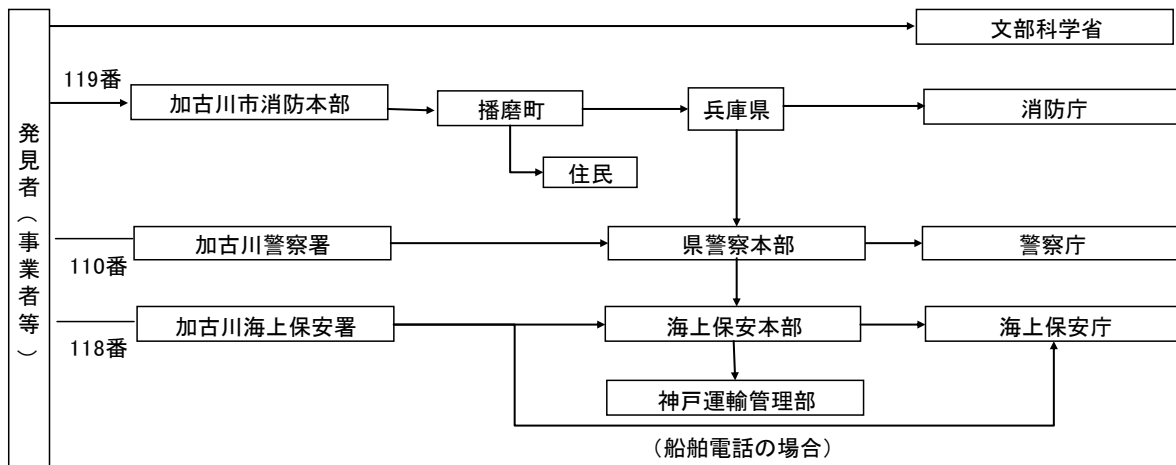 文部科学省
119番
加古川市消防本部
播磨町
兵庫県
消防庁
住民
発見者(事業者等)
加古川警察署
県警察本部
警察庁
110番
加古川海上保安署
海上保安本部
海上保安庁
118番
神戸運輸管理部
(船舶電話の場合)